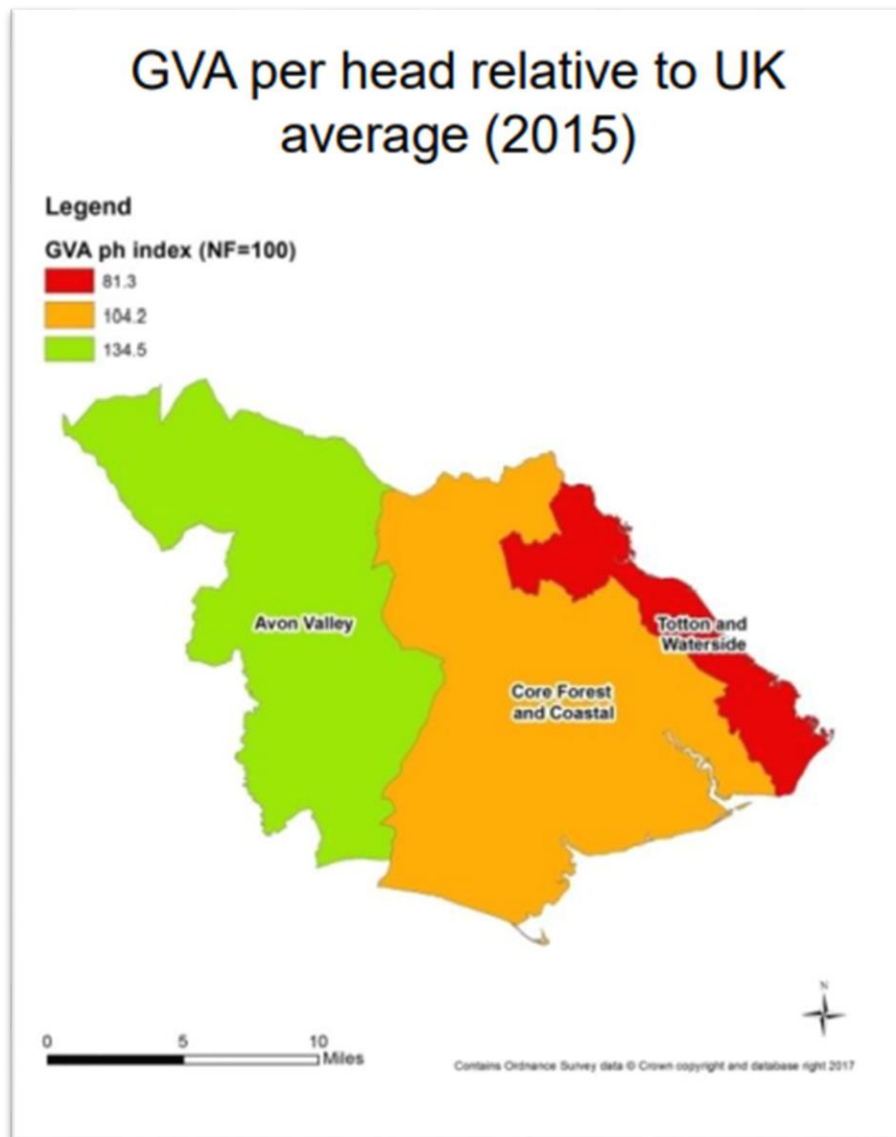 GVA per head relative to UK
average (2015)
Legend
GVA ph index (NF=100)
81.3
104.2
134.5
Avon Valley
Totton and
Waterside
Core Forest
and Coastal
N
0 5 10
Miles
Contains Ordnance Survey data © Crown copyright and database right 2017